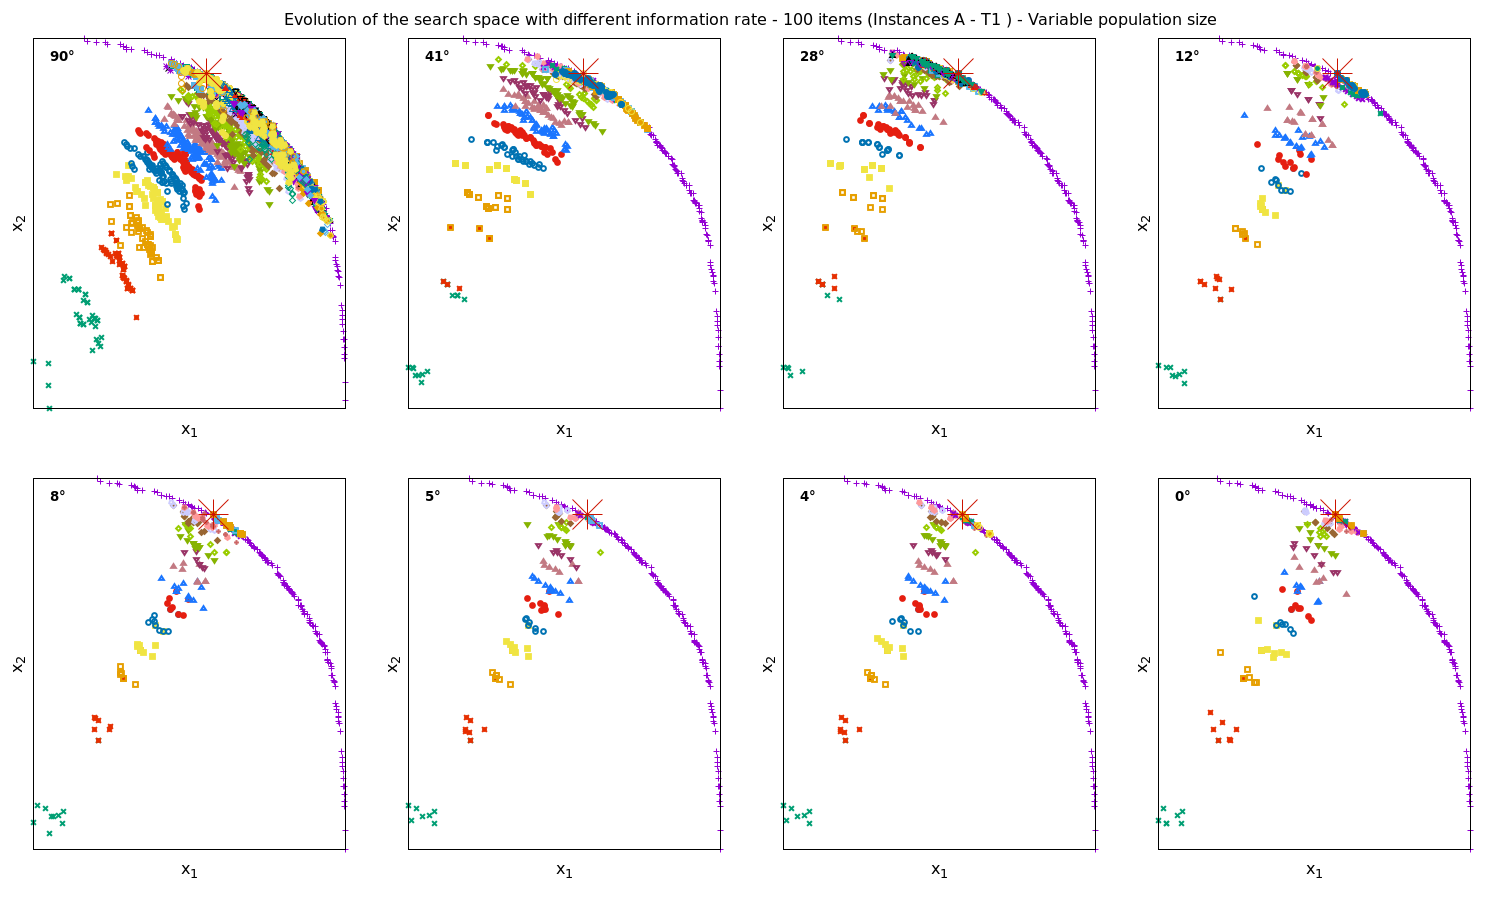 Evolution of the search space with different information rate - 100 items (Instances A - T1 ) - Variable population size
90° 41° 28° 12°
x2 x2 x2 x2
x1 x1 x1 x1
8° 5° 4° 0°
x2 x2 x2 x2
x1 x1 x1 x1